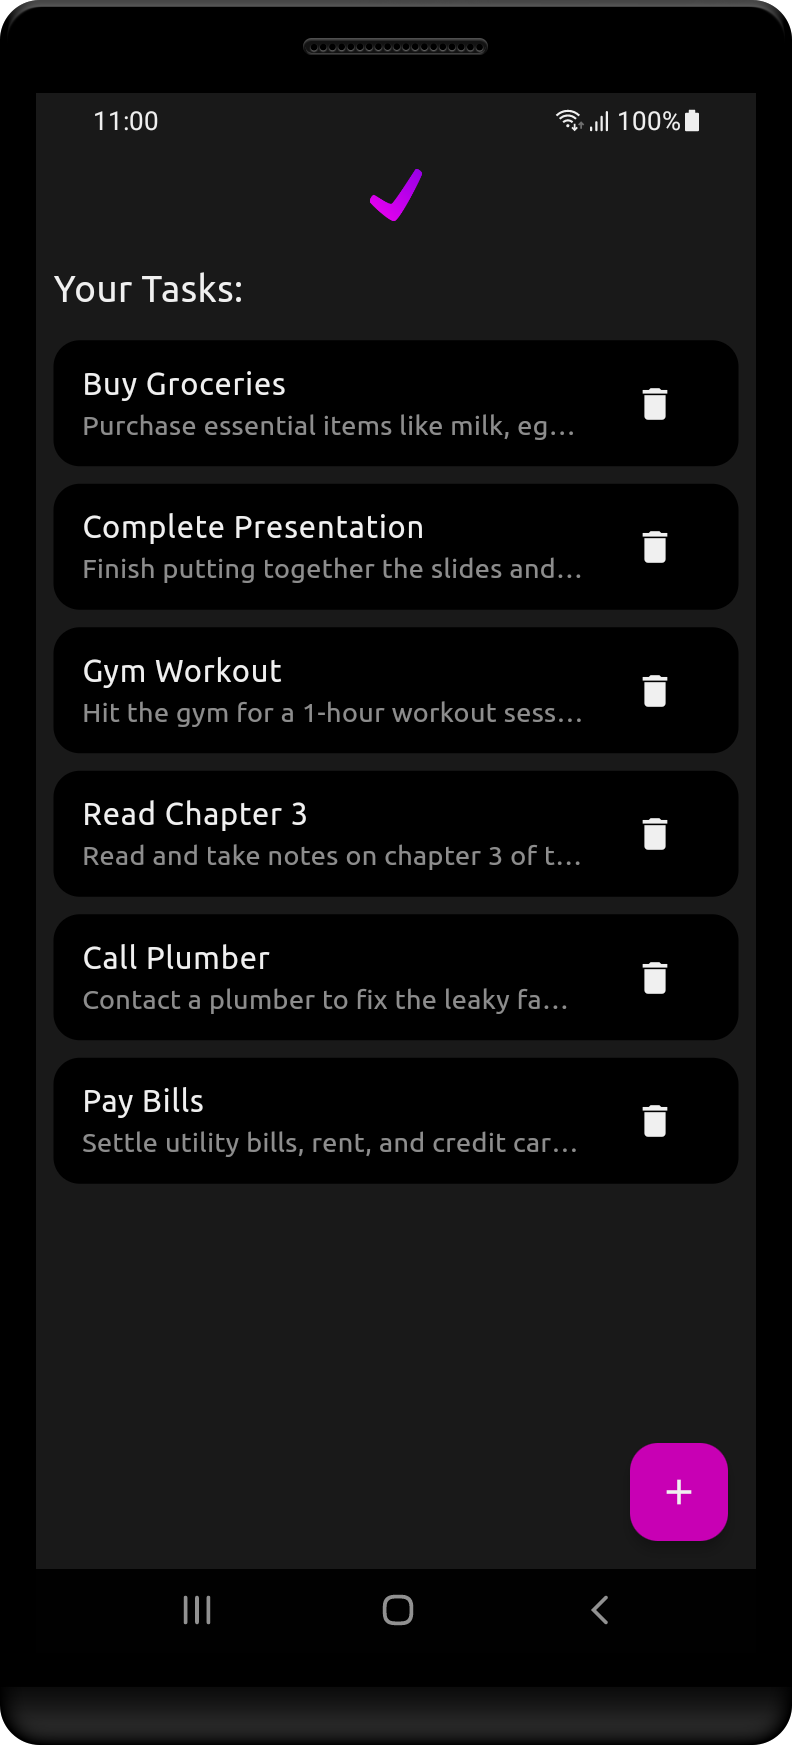 11:00 100%
Your Tasks:
Buy Groceries
Purchase essential items like milk, eg...
Complete Presentation
Finish putting together the slides and...
Gym Workout
Hit the gym for a 1-hour workout sess...
Read Chapter 3
Read and take notes on chapter 3 of t...
Call Plumber
Contact a plumber to fix the leaky fa...
Pay Bills
Settle utility bills, rent, and credit car...